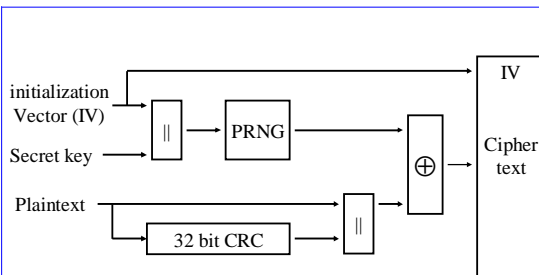 IV
initialization
Vector (IV)
||
PRNG
Secret key
Cipher
text
⊕
Plaintext
||
32 bit CRC